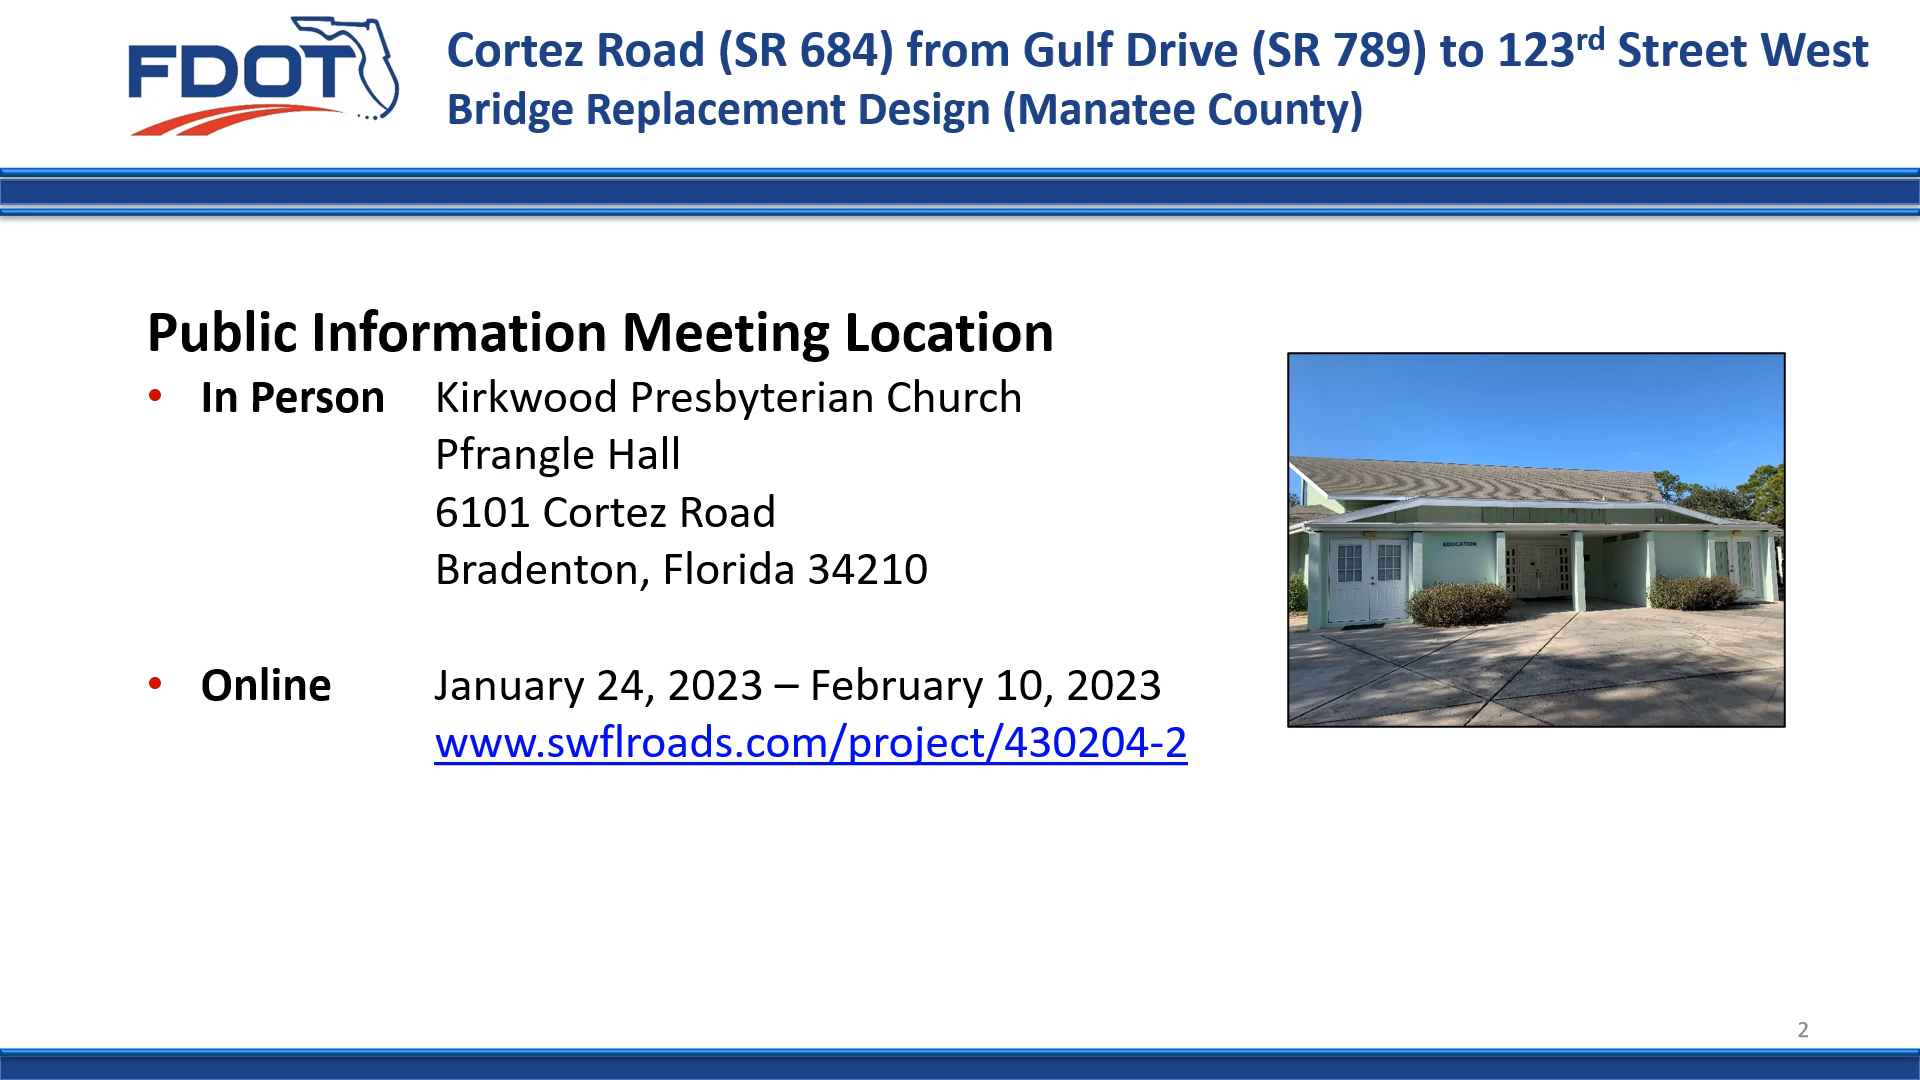 FDOT
Cortez Road (SR 684) from Gulf Drive (SR 789) to 123rd Street West
Bridge Replacement Design (Manatee County)
Public Information Meeting Location
• In Person Kirkwood Presbyterian Church
Pfrangle Hall
6101 Cortez Road
Bradenton, Florida 34210
EDUCATION
• Online January 24, 2023 – February 10, 2023
www.swflroads.com/project/430204-2
2